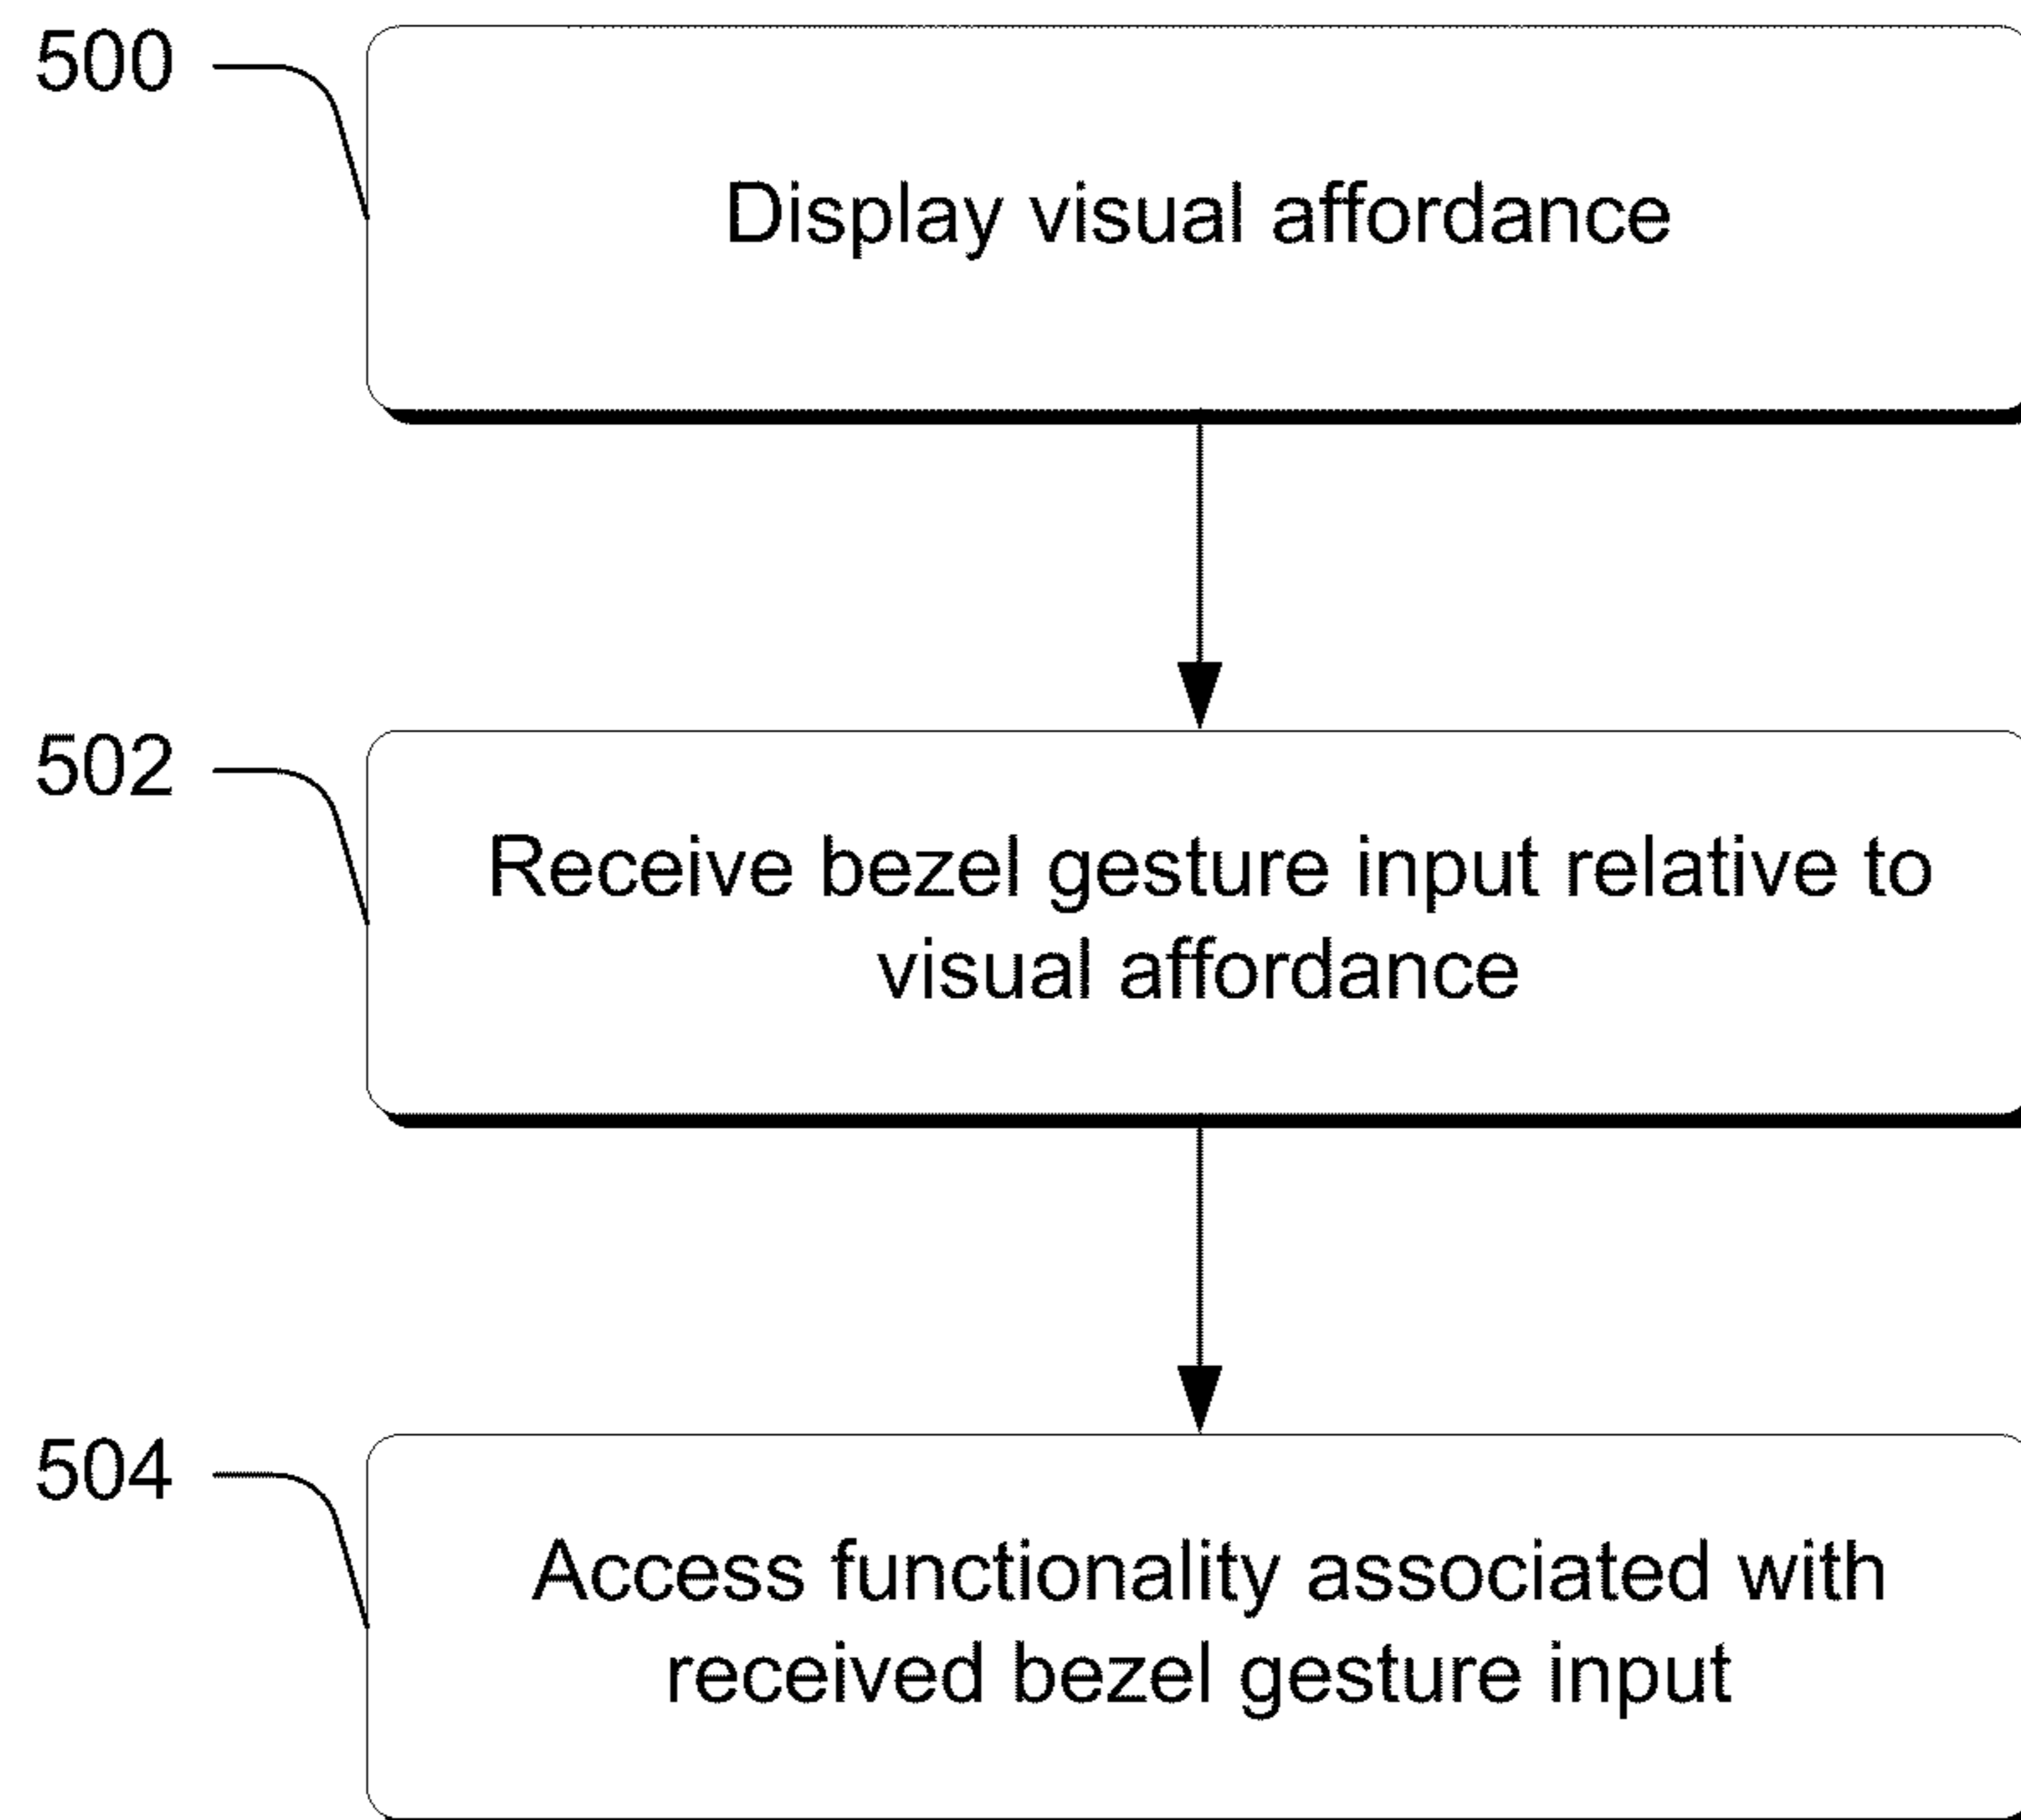 500
Display visual affordance
502
Receive bezel gesture input relative to
visual affordance
504
Access functionality associated with
received bezel gesture input